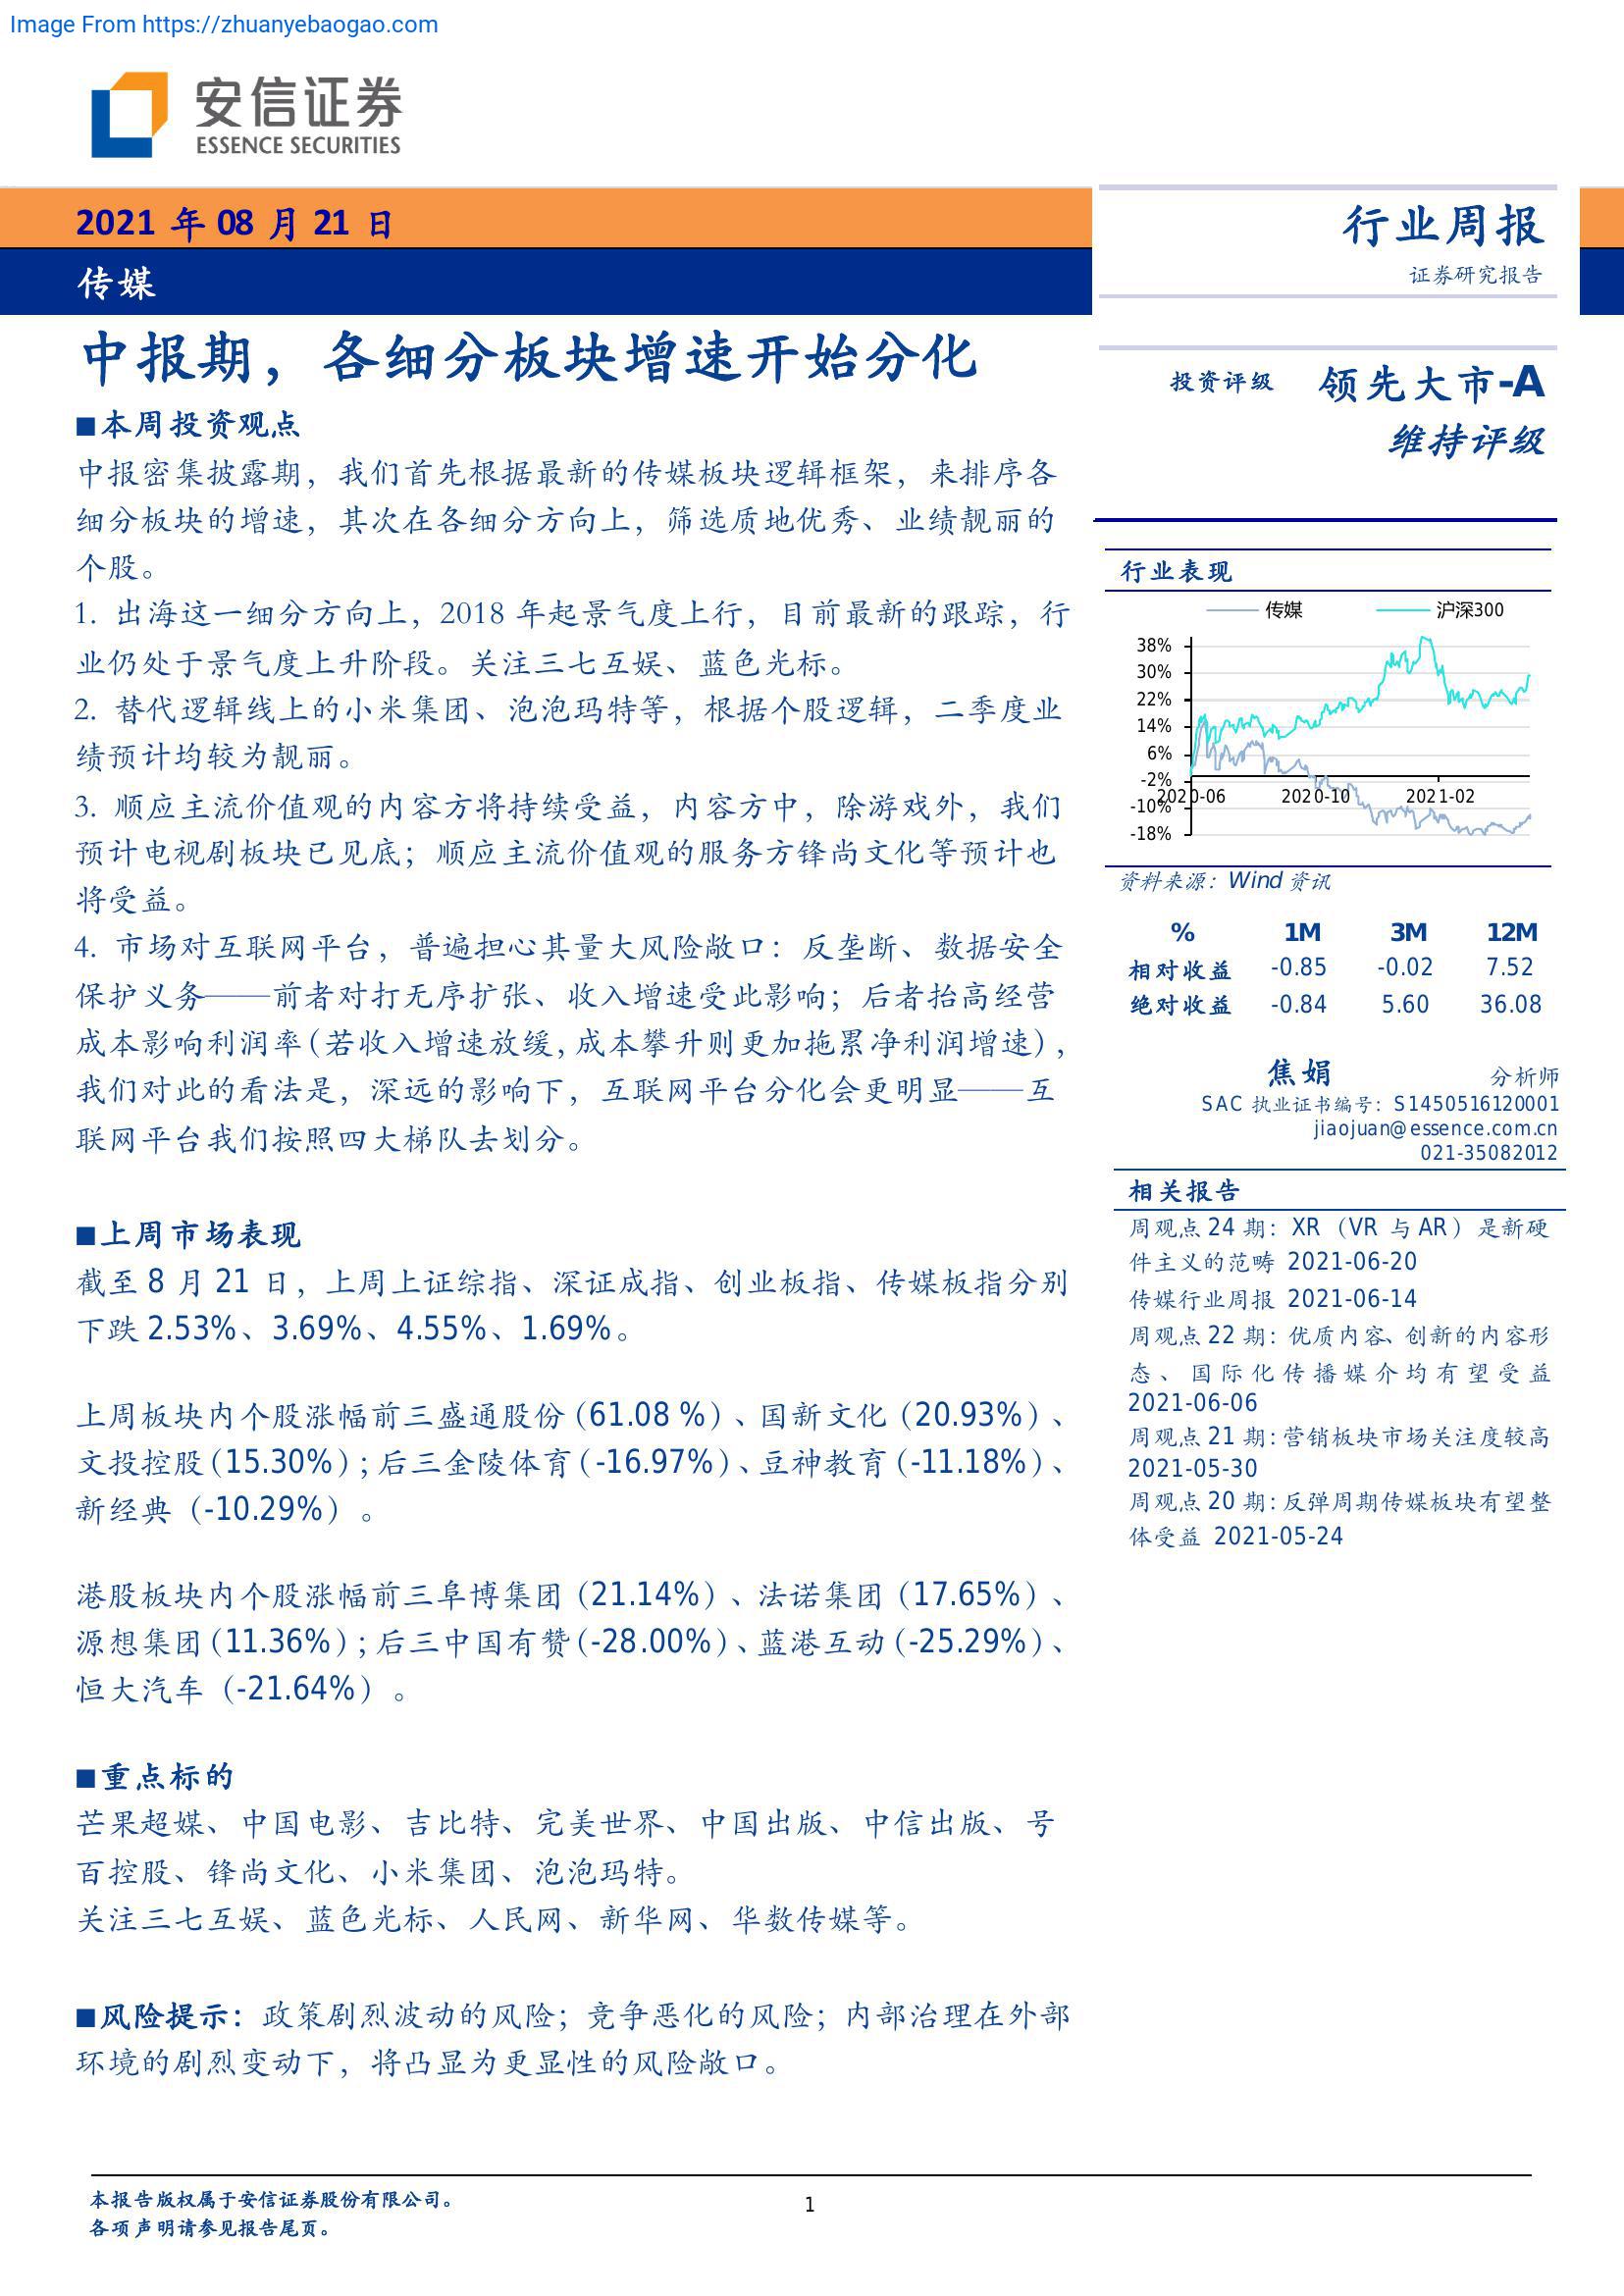 Image From https://zhuanyebaogao.com
安信证券
ESSENCE SECURITIES
2021 年 08 月 21 日
传媒
行业周报
证券研究报告
中报期，各细分板块增速开始分化
■本周投资观点
中报密集披露期，我们首先根据最新的传媒板块逻辑框架，来排序各
细分板块的增速，其次在各细分方向上，筛选质地优秀、业绩靓丽的
个股。
1. 出海这一细分方向上，2018 年起景气度上行，目前最新的跟踪，行
业仍处于景气度上升阶段。关注三七互娱、蓝色光标。
2. 替代逻辑线上的小米集团、泡泡玛特等，根据个股逻辑，二季度业
绩预计均较为靓丽。
3. 顺应主流价值观的内容方将持续受益，内容方中，除游戏外，我们
预计电视剧板块已见底；顺应主流价值观的服务方锋尚文化等预计也
将受益。
4. 市场对互联网平台，普遍担心其量大风险敞口：反垄断、数据安全
保护义务——前者对打无序扩张、收入增速受此影响；后者抬高经营
成本影响利润率（若收入增速放缓，成本攀升则更加拖累净利润增速），
我们对此的看法是，深远的影响下，互联网平台分化会更明显——互
联网平台我们按照四大梯队去划分。
■上周市场表现
截至 8 月 21 日，上周上证综指、深证成指、创业板指、传媒板指分别
下跌 2.53%、3.69%、4.55%、1.69%。
上周板块内个股涨幅前三盛通股份（61.08 %）、国新文化（20.93%）、
文投控股（15.30%）；后三金陵体育（-16.97%）、豆神教育（-11.18%）、
新经典（-10.29%）。
港股板块内个股涨幅前三阜博集团（21.14%）、法诺集团（17.65%）、
源想集团（11.36%）；后三中国有赞（-28.00%）、蓝港互动（-25.29%）、
恒大汽车（-21.64%）。
■重点标的
芒果超媒、中国电影、吉比特、完美世界、中国出版、中信出版、号
百控股、锋尚文化、小米集团、泡泡玛特。
关注三七互娱、蓝色光标、人民网、新华网、华数传媒等。
■风险提示：政策剧烈波动的风险；竞争恶化的风险；内部治理在外部
环境的剧烈变动下，将凸显为更显性的风险敞口。
投资评级 领先大市-A
维持评级
行业表现
传媒 沪深300
38%
30%
22%
14%
6%
-2%
2020-06 2020-10 2021-02
-10%
-18%
资料来源：Wind 资讯
% 1M 3M 12M
相对收益 -0.85 -0.02 7.52
绝对收益 -0.84 5.60 36.08
焦娟 分析师
SAC 执业证书编号：S1450516120001
jiaojuan@essence.com.cn
021-35082012
相关报告
周观点 24 期：XR（VR 与 AR）是新硬
件主义的范畴 2021-06-20
传媒行业周报 2021-06-14
周观点 22 期：优质内容、创新的内容形
态、国际化传播媒介均有望受益
2021-06-06
周观点 21 期：营销板块市场关注度较高
2021-05-30
周观点 20 期：反弹周期传媒板块有望整
体受益 2021-05-24
本报告版权属于安信证券股份有限公司。
各项声明请参见报告尾页。
1